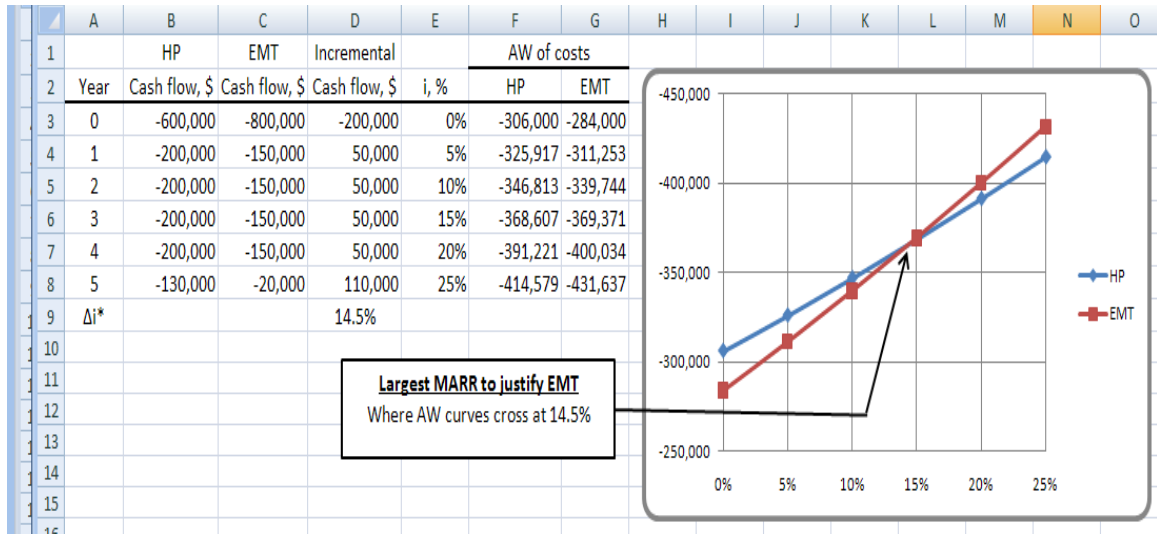 A B C D E F G H I J K L M N O
1 HP EMT Incremental AW of costs
2 Year Cash flow, $ Cash flow, $ Cash flow, $ i, % HP EMT
3 0 -600,000 -800,000 -200,000 0% -306,000 -284,000
4 1 -200,000 -150,000 50,000 5% -325,917 -311,253
5 2 -200,000 -150,000 50,000 10% -346,813 -339,744
6 3 -200,000 -150,000 50,000 15% -368,607 -369,371
7 4 -200,000 -150,000 50,000 20% -391,221 -400,034
8 5 -130,000 -20,000 110,000 25% -414,579 -431,637
9 Δi* 14.5%
10
11
12
13
14
15
Largest MARR to justify EMT
Where AW curves cross at 14.5%
-450,000
-400,000
-350,000
-300,000
-250,000
0% 5% 10% 15% 20% 25%
HP
EMT